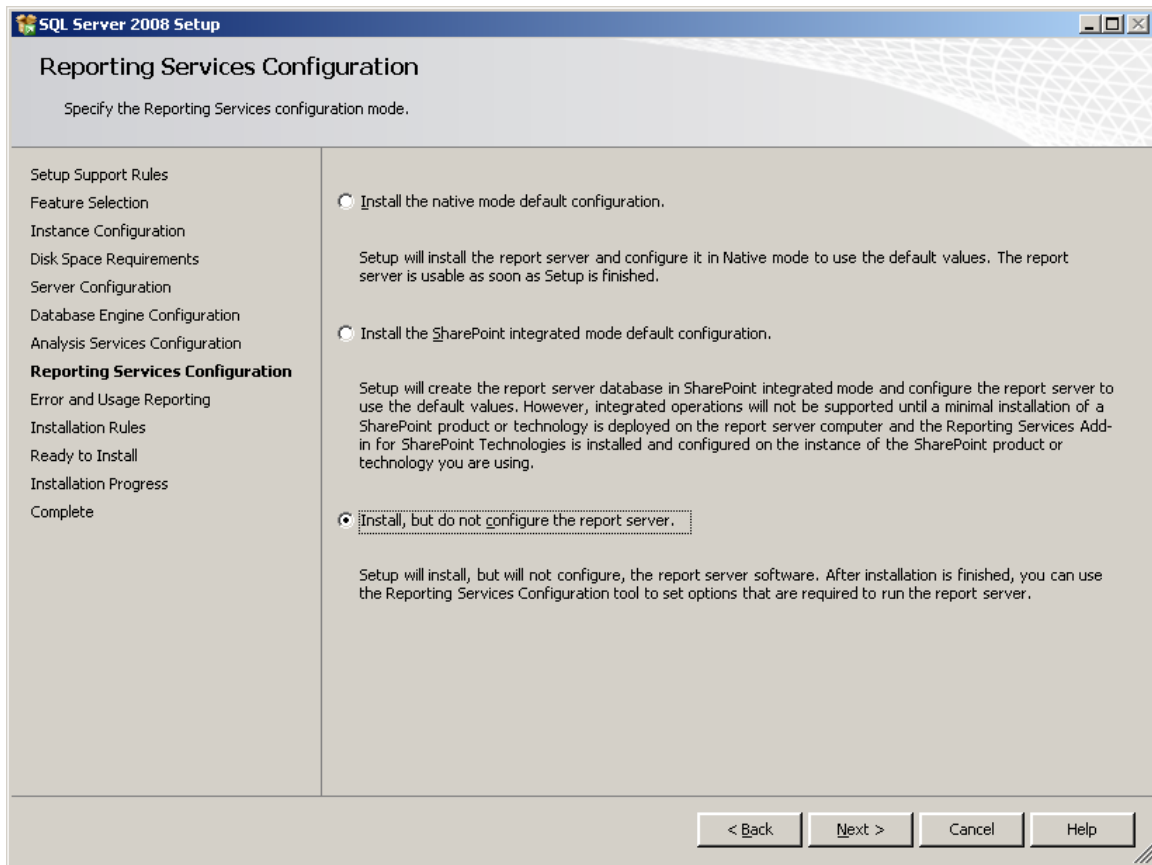 SQL Server 2008 Setup
Reporting Services Configuration
Specify the Reporting Services configuration mode.
Setup Support Rules
Feature Selection
Instance Configuration
Disk Space Requirements
Server Configuration
Database Engine Configuration
Analysis Services Configuration
Reporting Services Configuration
Error and Usage Reporting
Installation Rules
Ready to Install
Installation Progress
Complete
Install the native mode default configuration.
Setup will install the report server and configure it in Native mode to use the default values. The report
server is usable as soon as Setup is finished.
Install the SharePoint integrated mode default configuration.
Setup will create the report server database in SharePoint integrated mode and configure the report server to
use the default values. However, integrated operations will not be supported until a minimal installation of a
SharePoint product or technology is deployed on the report server computer and the Reporting Services Add-
in for SharePoint Technologies is installed and configured on the instance of the SharePoint product or
technology you are using.
Install, but do not configure the report server.
Setup will install, but will not configure, the report server software. After installation is finished, you can use
the Reporting Services Configuration tool to set options that are required to run the report server.
< Back
Next >
Cancel
Help